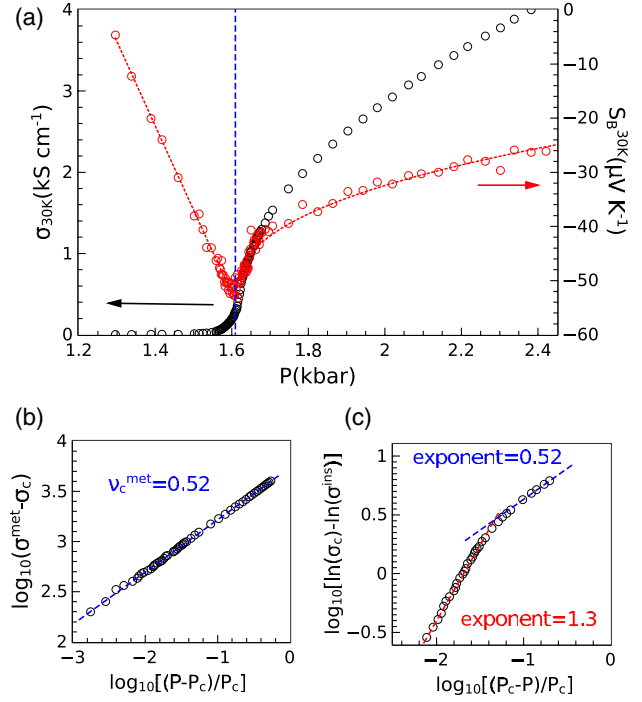 (a)
4
3
2
1
0
σ30K(kS cm⁻¹)
0
−10
−20
−30
−40
−50
−60
SB³⁰ᴷ(μV K⁻¹)
1.2 1.4 1.6 1.8 2 2.2 2.4
P(kbar)
(b)
4
3.5
3
2.5
2
log₁₀(σᵐᵉᵗ-σc)
νcᵐᵉᵗ=0.52
−3 −2 −1 0
log₁₀[(P-Pc)/Pc]
(c)
1.0
0.5
0
−0.5
log₁₀[ln(σc)-ln(σⁱⁿˢ)]
exponent=0.52
exponent=1.3
−2 −1 0
log₁₀[(Pc-P)/Pc]